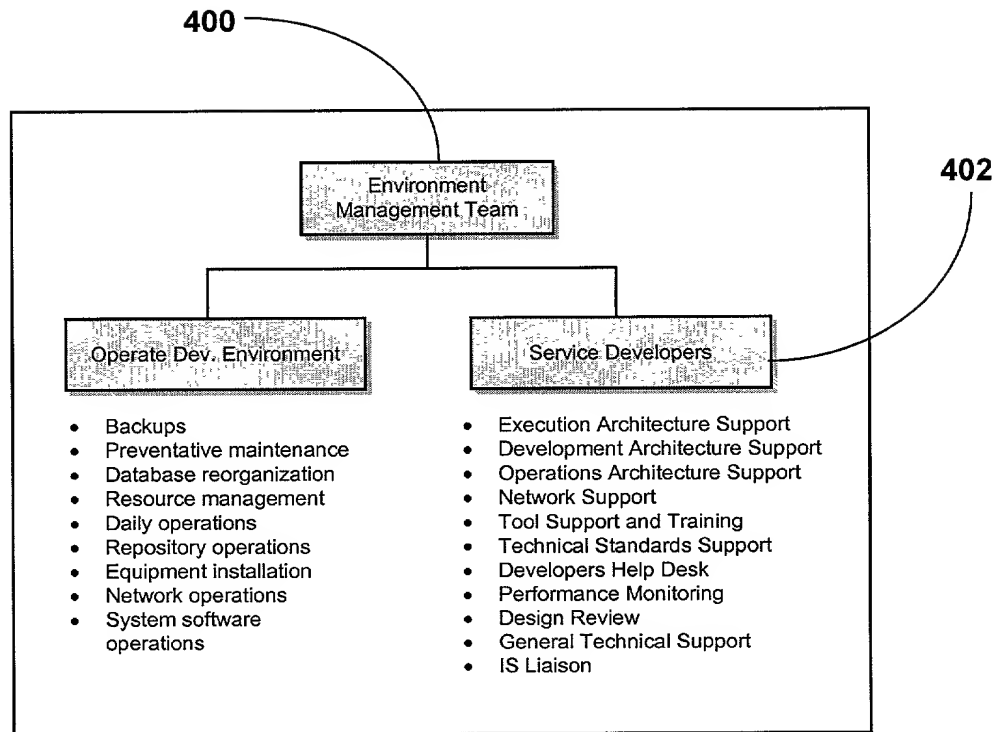 400
402
Environment
Management Team
Operate Dev. Environment
Service Developers
• Backups
• Preventative maintenance
• Database reorganization
• Resource management
• Daily operations
• Repository operations
• Equipment installation
• Network operations
• System software
operations
• Execution Architecture Support
• Development Architecture Support
• Operations Architecture Support
• Network Support
• Tool Support and Training
• Technical Standards Support
• Developers Help Desk
• Performance Monitoring
• Design Review
• General Technical Support
• IS Liaison